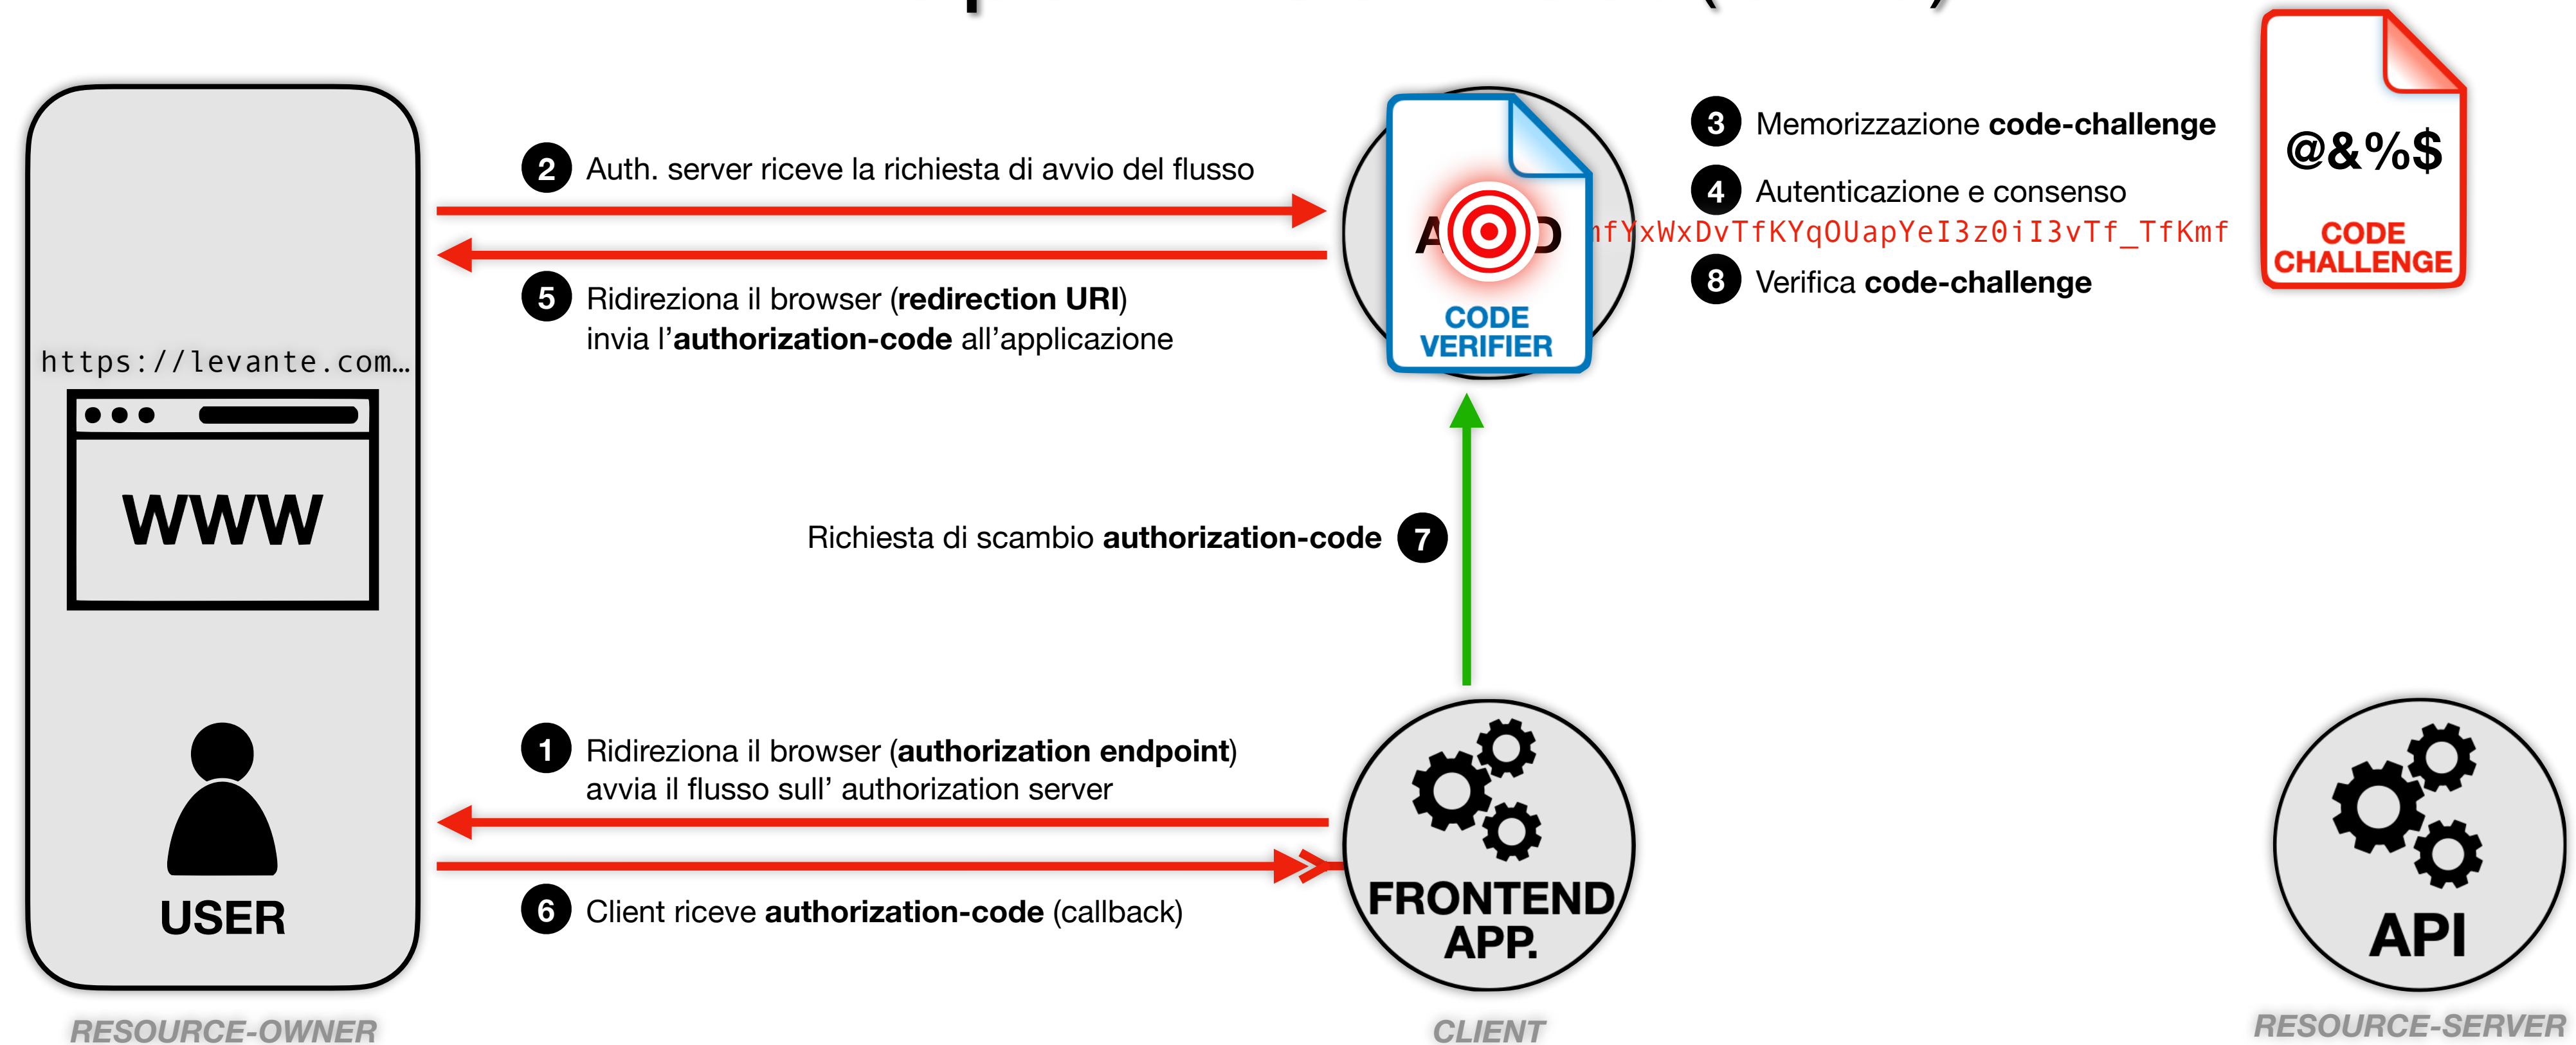 @&%$
CODE
CHALLENGE
3 Memorizzazione code-challenge
2 Auth. server riceve la richiesta di avvio del flusso
4 Autenticazione e consenso
fYxWxDvTfKYqOUapYeI3z0iI3vTf_TfKmf
8 Verifica code-challenge
5 Ridireziona il browser (redirection URI)
invia l’authorization-code all’applicazione
CODE
VERIFIER
https://levante.com…
WWW
Richiesta di scambio authorization-code 7
1 Ridireziona il browser (authorization endpoint)
avvia il flusso sull’ authorization server
6 Client riceve authorization-code (callback)
USER
FRONTEND
APP.
API
RESOURCE-OWNER
CLIENT
RESOURCE-SERVER